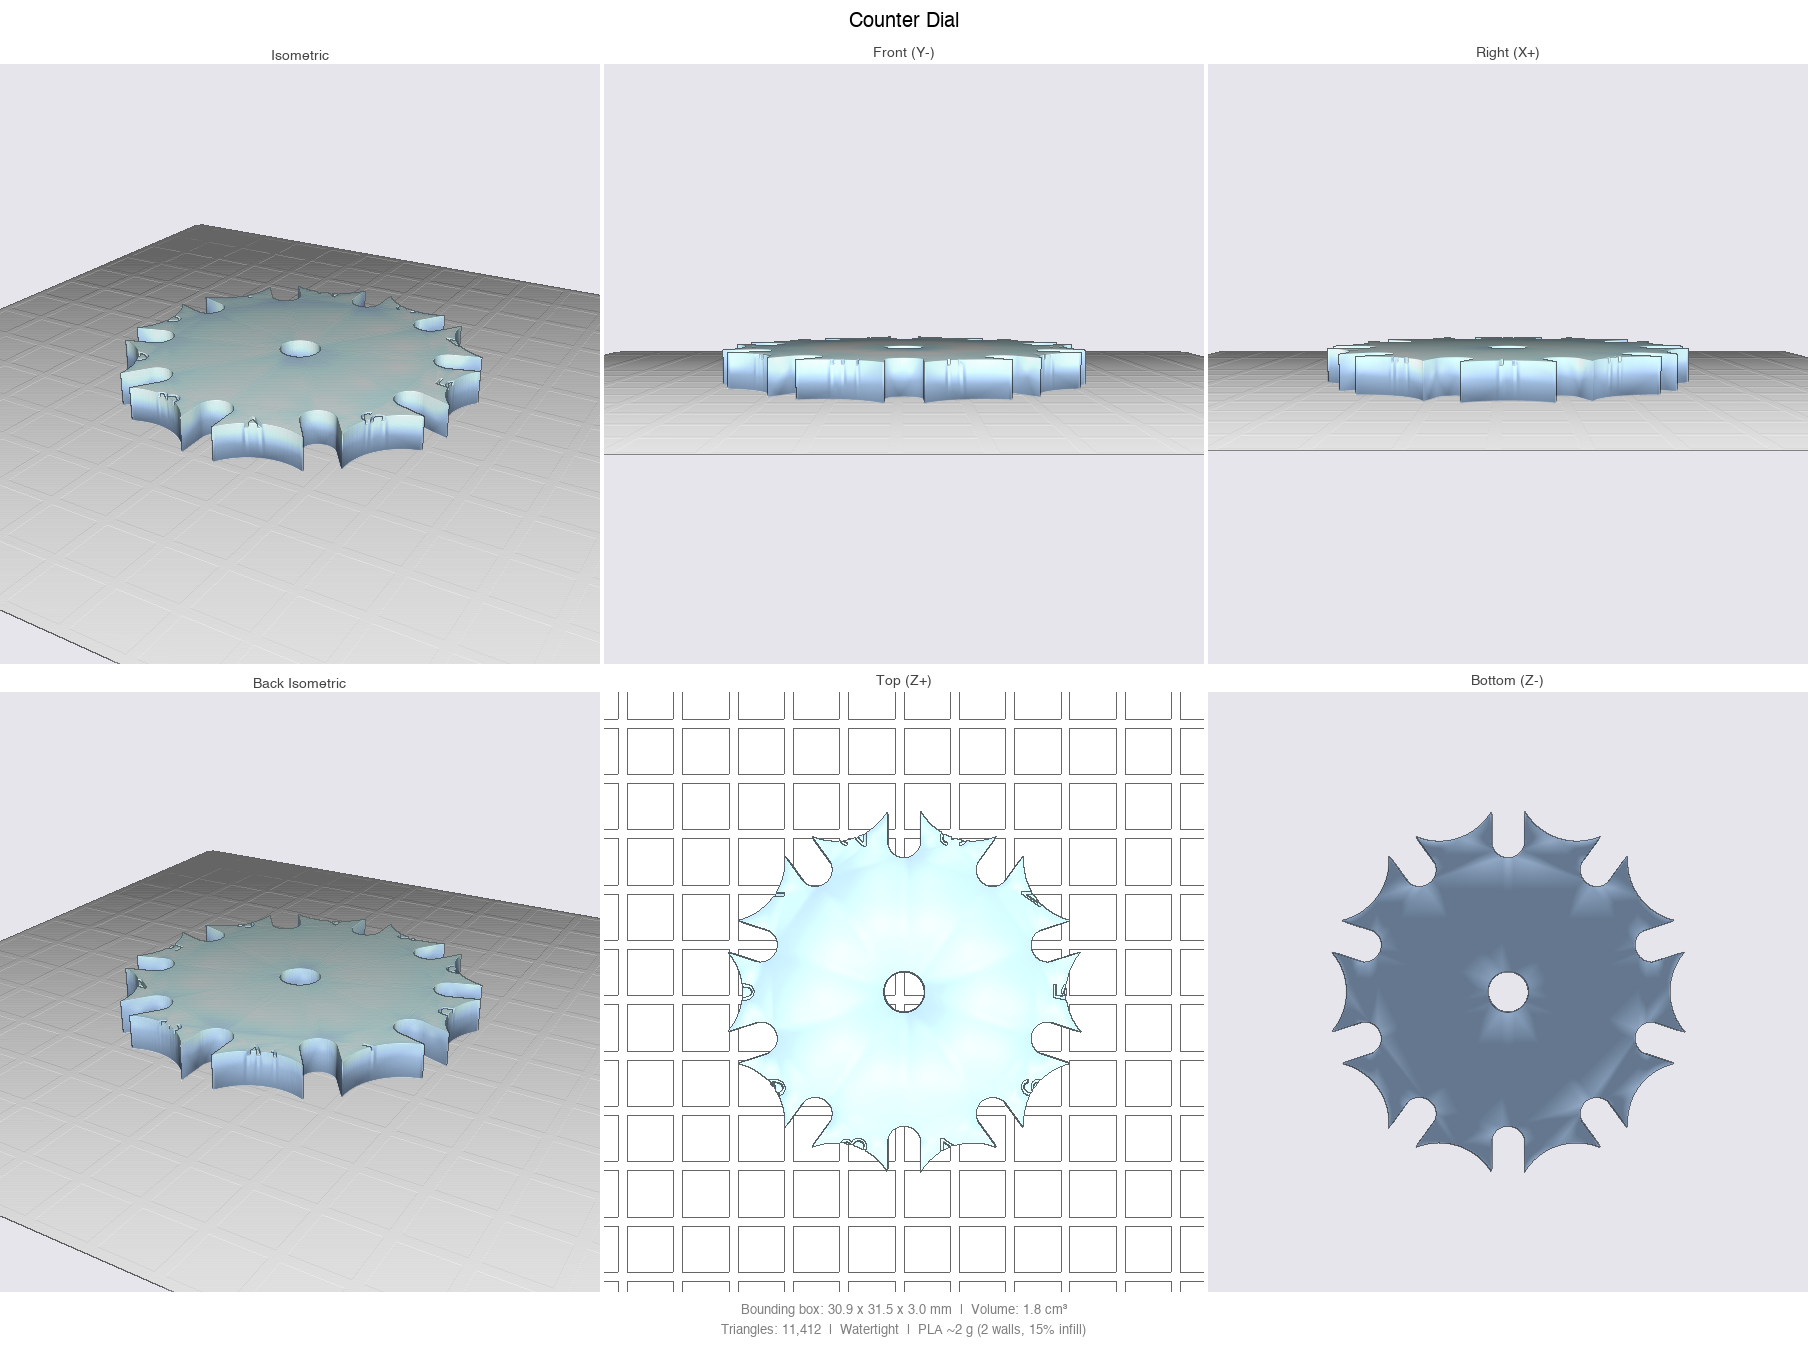 Counter Dial
Isometric
Front (Y-)
Right (X+)
Back Isometric
Top (Z+)
Bottom (Z-)
Bounding box: 30.9 x 31.5 x 3.0 mm | Volume: 1.8 cm³
Triangles: 11,412 | Watertight | PLA ~2 g (2 walls, 15% infill)